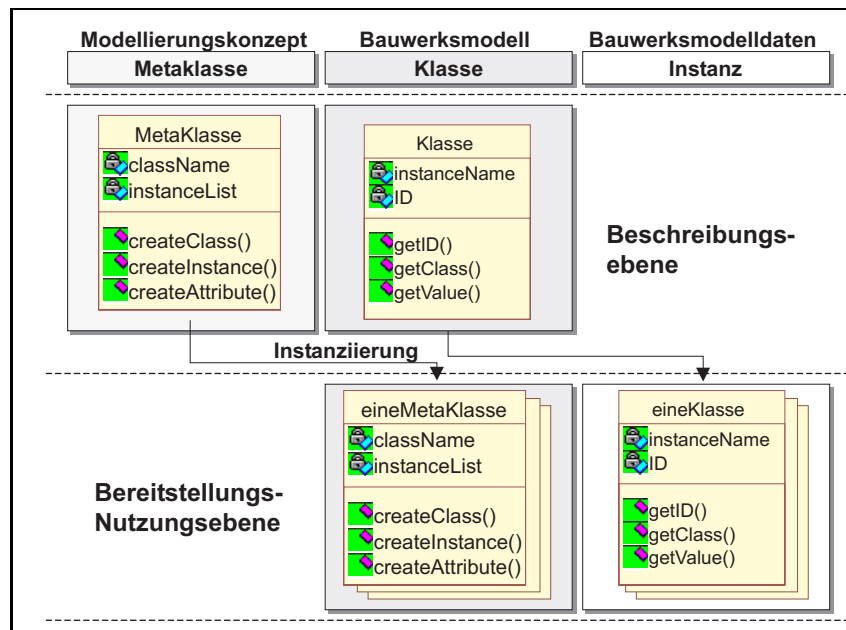 Modellierungskonzept
Bauwerksmodell
Bauwerksmodelldaten
Metaklasse
Klasse
Instanz
MetaKlasse
className
instanceList
createClass()
createInstance()
createAttribute()
Klasse
instanceName
ID
getID()
getClass()
getValue()
Beschreibungs-
ebene
Instanziierung
Bereitstellungs-
Nutzungsebene
eineMetaKlasse
className
instanceList
createClass()
createInstance()
createAttribute()
eineKlasse
instanceName
ID
getID()
getClass()
getValue()